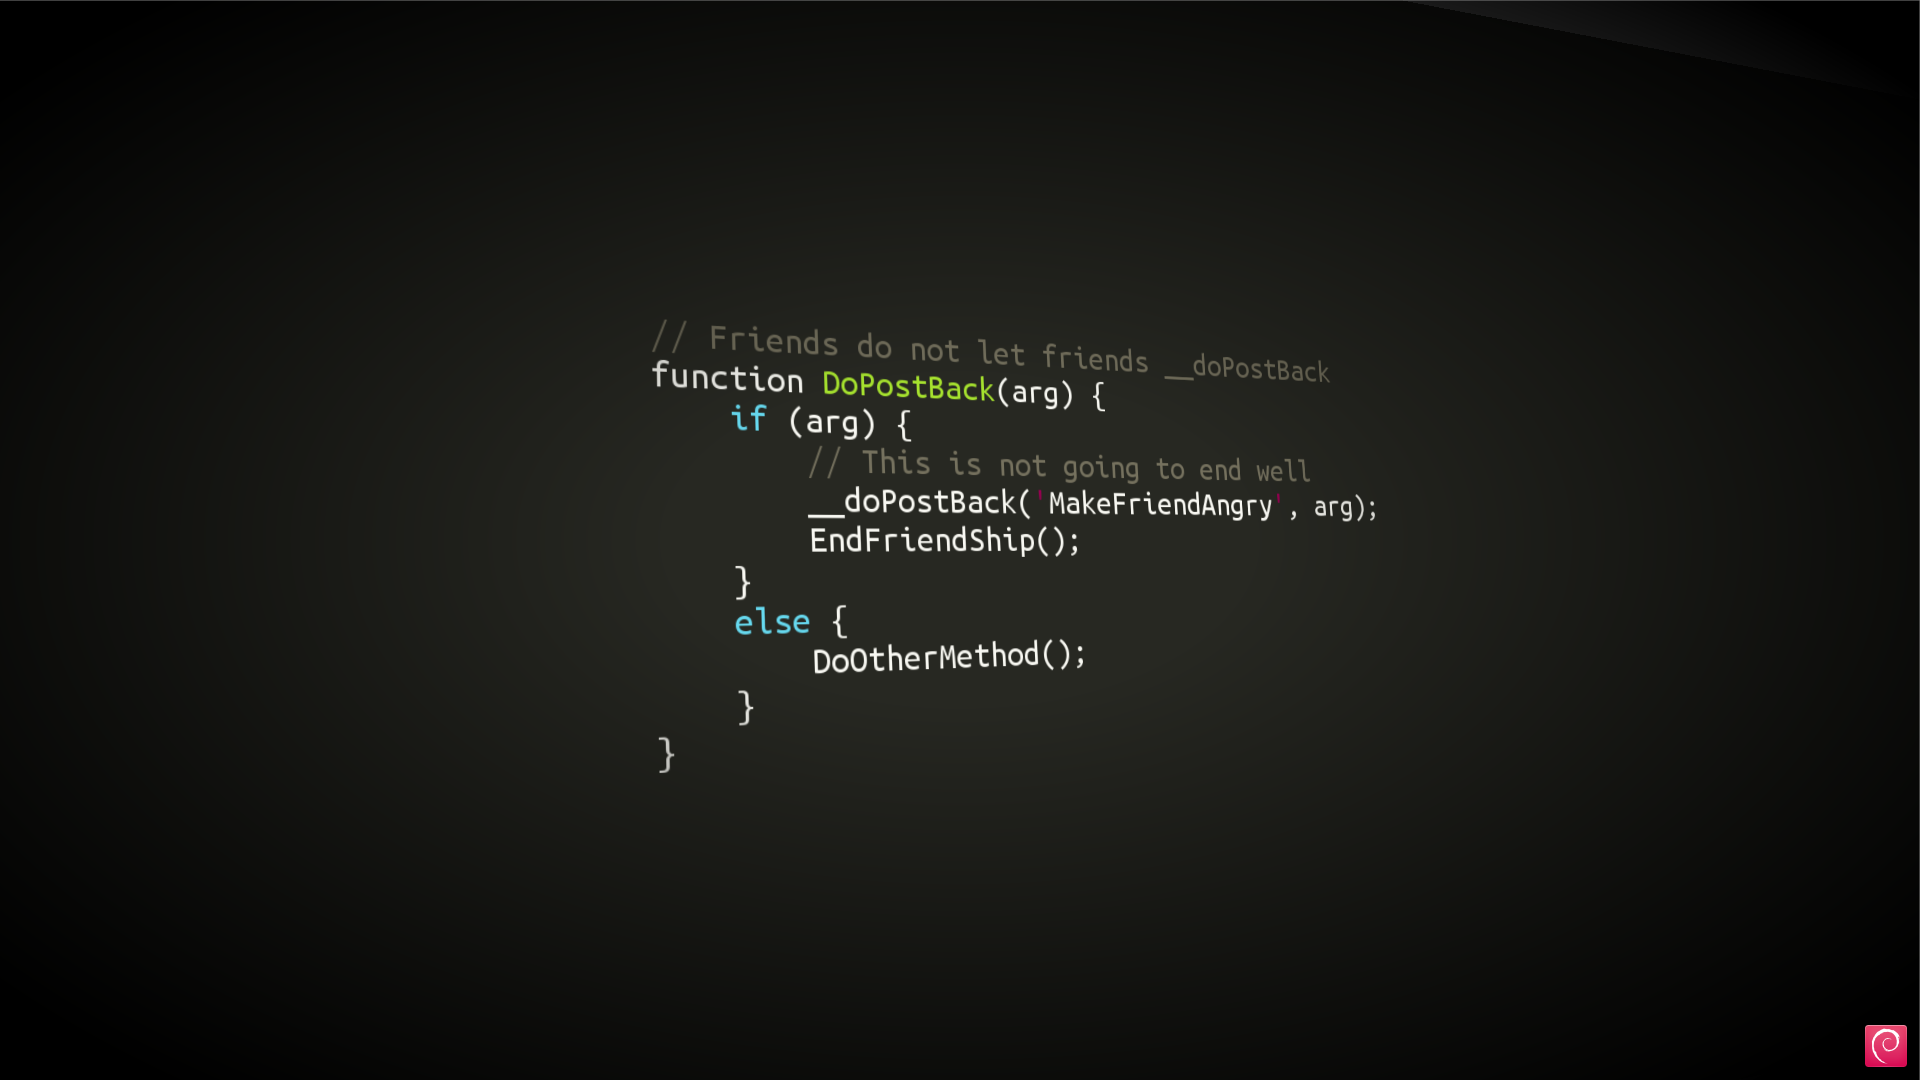 // Friends do not let friends __doPostBack
function DoPostBack(arg) {
if (arg) {
// This is not going to end well
__doPostBack('MakeFriendAngry', arg);
EndFriendShip();
}
else {
DoOtherMethod();
}
}